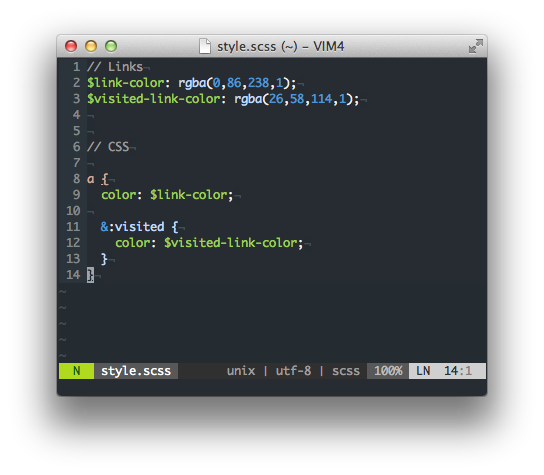 style.scss (~) – VIM4
1 // Links¬
2 $link-color: rgba(0,86,238,1);¬
3 $visited-link-color: rgba(26,58,114,1);¬
4 ¬
5 ¬
6 // CSS¬
7 ¬
8 a {¬
9   color: $link-color;¬
10 ¬
11   &:visited {¬
12     color: $visited-link-color;¬
13   }¬
14 }¬
~
~
~
~
~
N style.scss unix | utf-8 | scss 100% LN 14:1